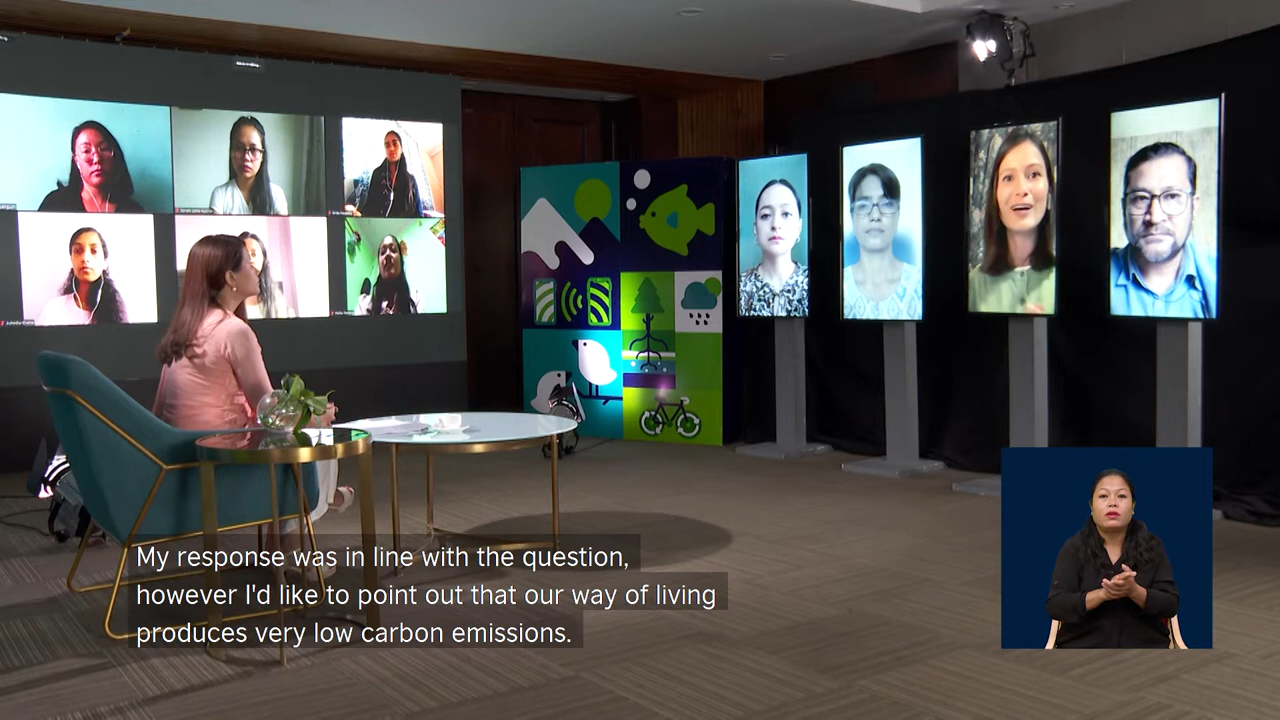 My response was in line with the question,
however I'd like to point out that our way of living
produces very low carbon emissions.